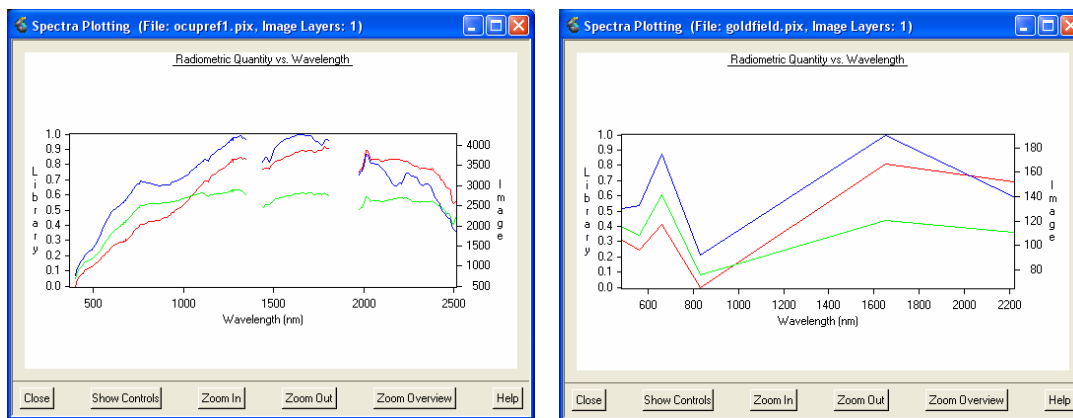 Spectra Plotting (File: ocupref1.pix, Image Layers: 1)
Radiometric Quantity vs. Wavelength
1.0
0.9
0.8
0.7
0.6
0.5
0.4
0.3
0.2
0.1
0.0
Library
4000
3500
3000
2500
2000
1500
1000
500
Image
500 1000 1500 2000 2500
Wavelength (nm)
Close Show Controls Zoom In Zoom Out Zoom Overview Help
Spectra Plotting (File: goldfield.pix, Image Layers: 1)
Radiometric Quantity vs. Wavelength
1.0
0.9
0.8
0.7
0.6
0.5
0.4
0.3
0.2
0.1
0.0
Library
180
160
140
120
100
80
Image
600 800 1000 1200 1400 1600 1800 2000 2200
Wavelength (nm)
Close Show Controls Zoom In Zoom Out Zoom Overview Help